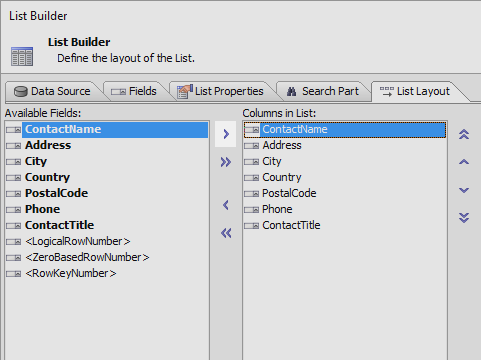 List Builder
List Builder
Define the layout of the List.
Data Source
Fields
List Properties
Search Part
List Layout
Available Fields:
ContactName
Address
City
Country
PostalCode
Phone
ContactTitle
<LogicalRowNumber>
<ZeroBasedRowNumber>
<RowKeyNumber>
Columns in List:
ContactName
Address
City
Country
PostalCode
Phone
ContactTitle